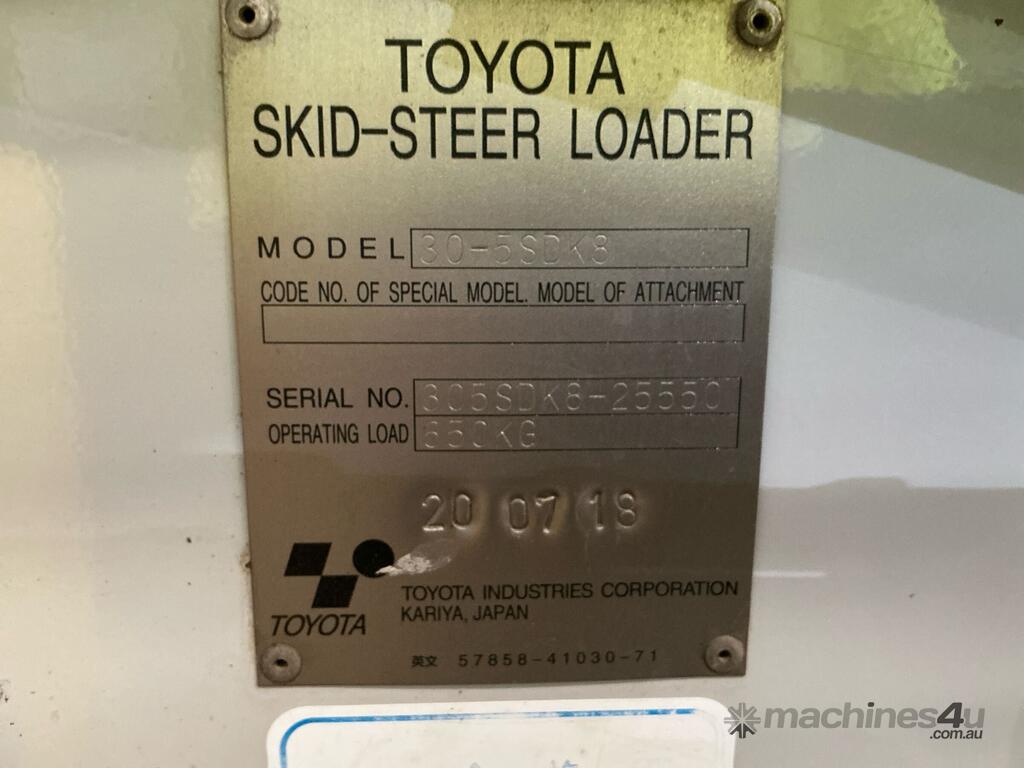 TOYOTA
SKID-STEER LOADER
MODEL 30-5SDK8
CODE NO. OF SPECIAL MODEL. MODEL OF ATTACHMENT
SERIAL NO. 305SDK8-25550
OPERATING LOAD 650KG
20 07 18
TOYOTA INDUSTRIES CORPORATION
KARIYA, JAPAN
TOYOTA
英文 57858-41030-71
machines4u
.com.au